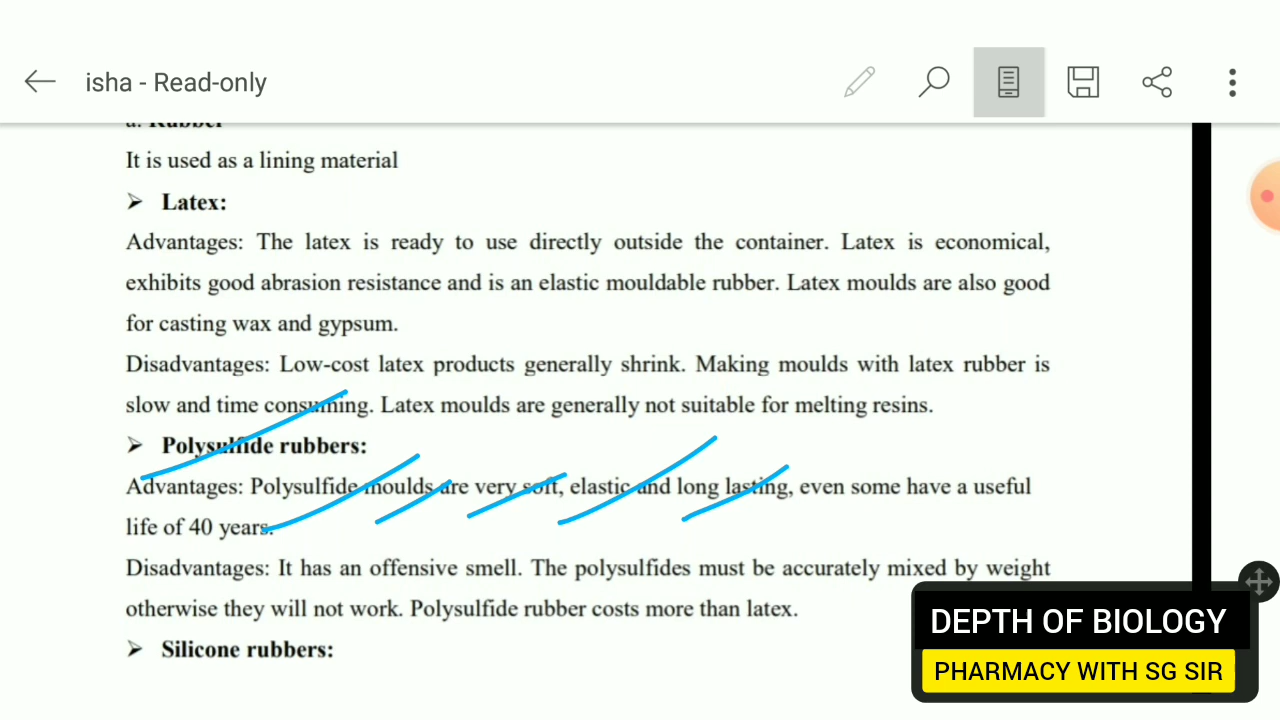 isha - Read-only
a. Rubber
It is used as a lining material
➢ Latex:
Advantages: The latex is ready to use directly outside the container. Latex is economical,
exhibits good abrasion resistance and is an elastic mouldable rubber. Latex moulds are also good
for casting wax and gypsum.
Disadvantages: Low-cost latex products generally shrink. Making moulds with latex rubber is
slow and time consuming. Latex moulds are generally not suitable for melting resins.
➢ Polysulfide rubbers:
Advantages: Polysulfide moulds are very soft, elastic and long lasting, even some have a useful
life of 40 years.
Disadvantages: It has an offensive smell. The polysulfides must be accurately mixed by weight
otherwise they will not work. Polysulfide rubber costs more than latex.
➢ Silicone rubbers:
DEPTH OF BIOLOGY
PHARMACY WITH SG SIR